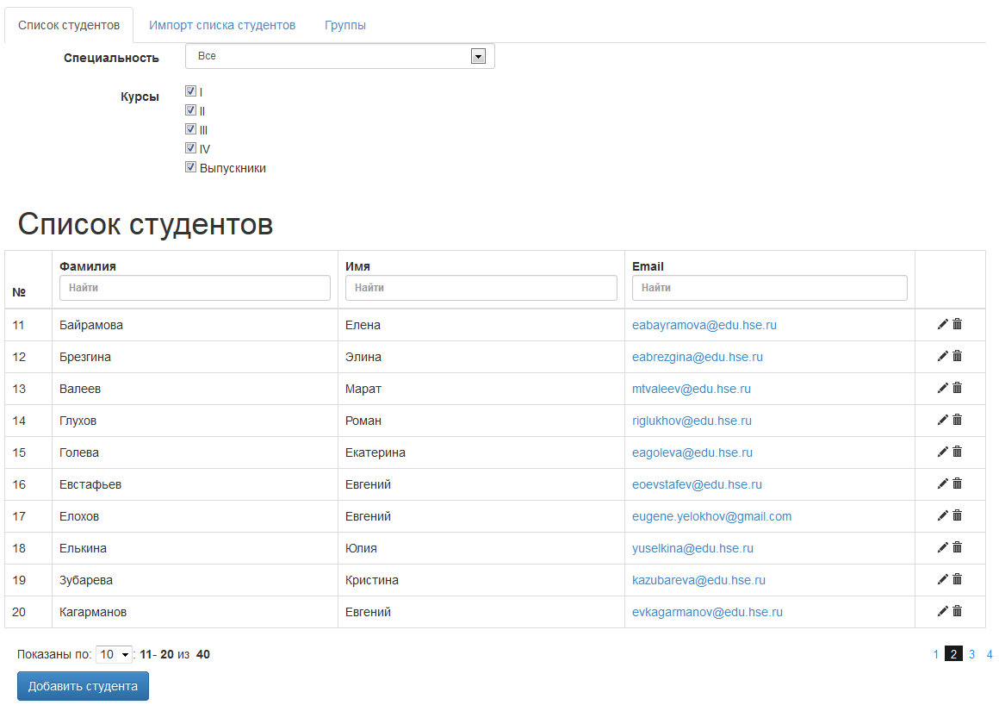 Список студентов Импорт списка студентов Группы
Специальность Все
Курсы I
II
III
IV
Выпускники
Список студентов
№ Фамилия Имя Email
Найти Найти Найти
11 Байрамова Елена eabayramova@edu.hse.ru
12 Брезгина Элина eabrezgina@edu.hse.ru
13 Валеев Марат mtvaleev@edu.hse.ru
14 Глухов Роман riglukhov@edu.hse.ru
15 Голева Екатерина eagoleva@edu.hse.ru
16 Евстафьев Евгений eoevstafev@edu.hse.ru
17 Елохов Евгений eugene.yelokhov@gmail.com
18 Елькина Юлия yuselkina@edu.hse.ru
19 Зубарева Кристина kazubareva@edu.hse.ru
20 Кагарманов Евгений evkagarmanov@edu.hse.ru
Показаны по: 10 : 11- 20 из 40 1 2 3 4
Добавить студента